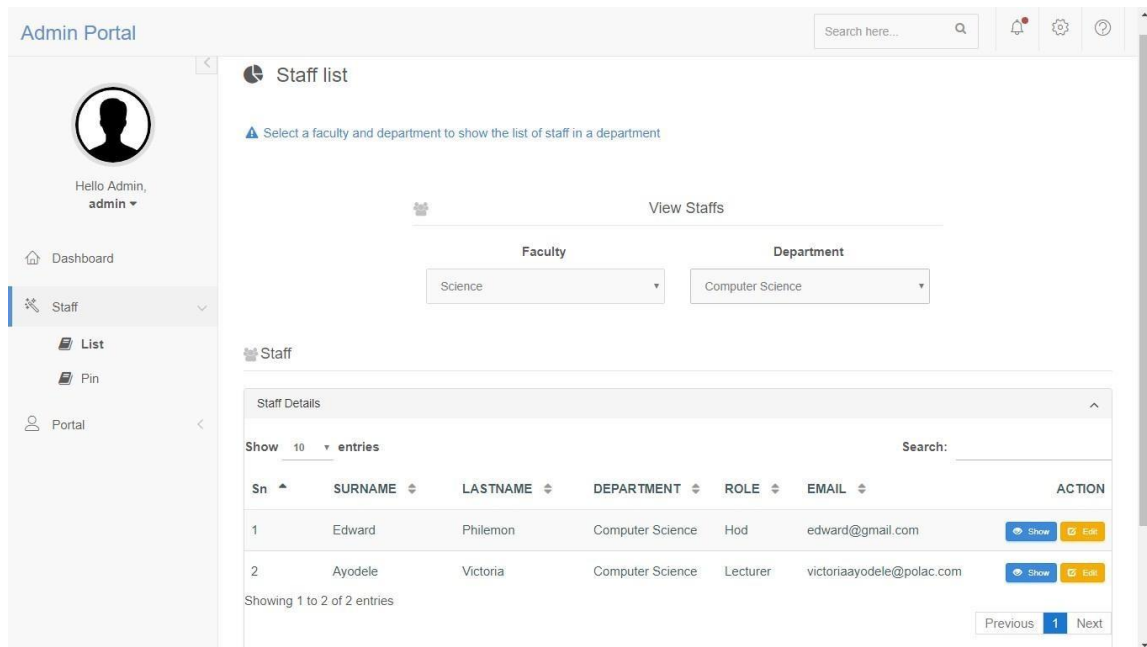 Admin Portal
Search here...
Hello Admin,
admin
Dashboard
Staff
List
Pin
Portal
Staff list
Select a faculty and department to show the list of staff in a department
View Staffs
Faculty Department
Science Computer Science
Staff
Staff Details
Show 10 entries Search:
Sn SURNAME LASTNAME DEPARTMENT ROLE EMAIL ACTION
1 Edward Philemon Computer Science Hod edward@gmail.com Show Edit
2 Ayodele Victoria Computer Science Lecturer victoriaayodele@polac.com Show Edit
Showing 1 to 2 of 2 entries
Previous 1 Next